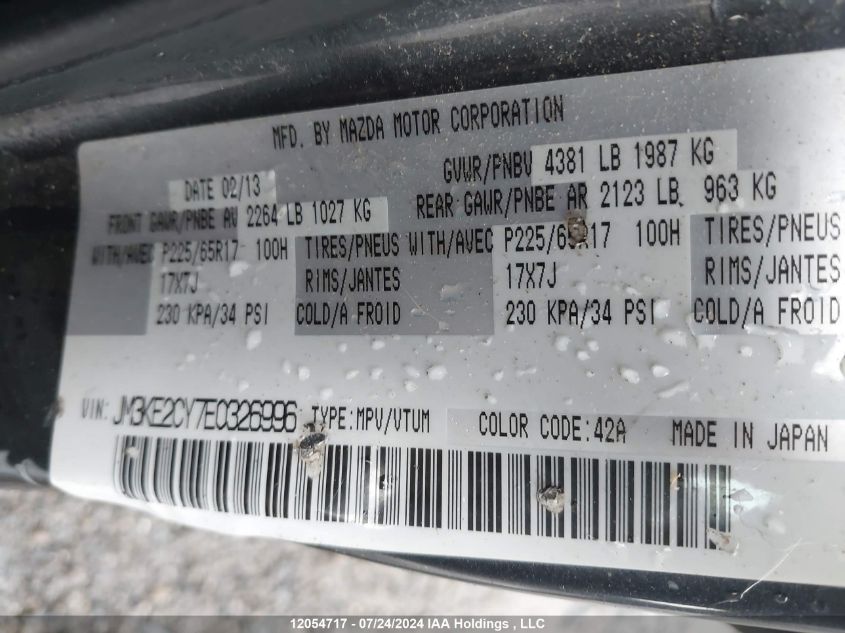 MFD. BY MAZDA MOTOR CORPORATION
DATE 02/13 GVWR/PNBV 4381 LB 1987 KG
FRONT GAWR/PNBE AV 2264 LB 1027 KG REAR GAWR/PNBE AR 2123 LB 963 KG
WITH/AVEC P225/65R17 100H TIRES/PNEUS WITH/AVEC P225/65R17 100H TIRES/PNEUS
17X7J RIMS/JANTES 17X7J RIMS/JANTES
230 KPA/34 PSI COLD/A FROID 230 KPA/34 PSI COLD/A FROID
VIN: JM3KE2CY7E0326996 TYPE:MPV/VTUM COLOR CODE:42A MADE IN JAPAN
12054717 - 07/24/2024 IAA Holdings , LLC